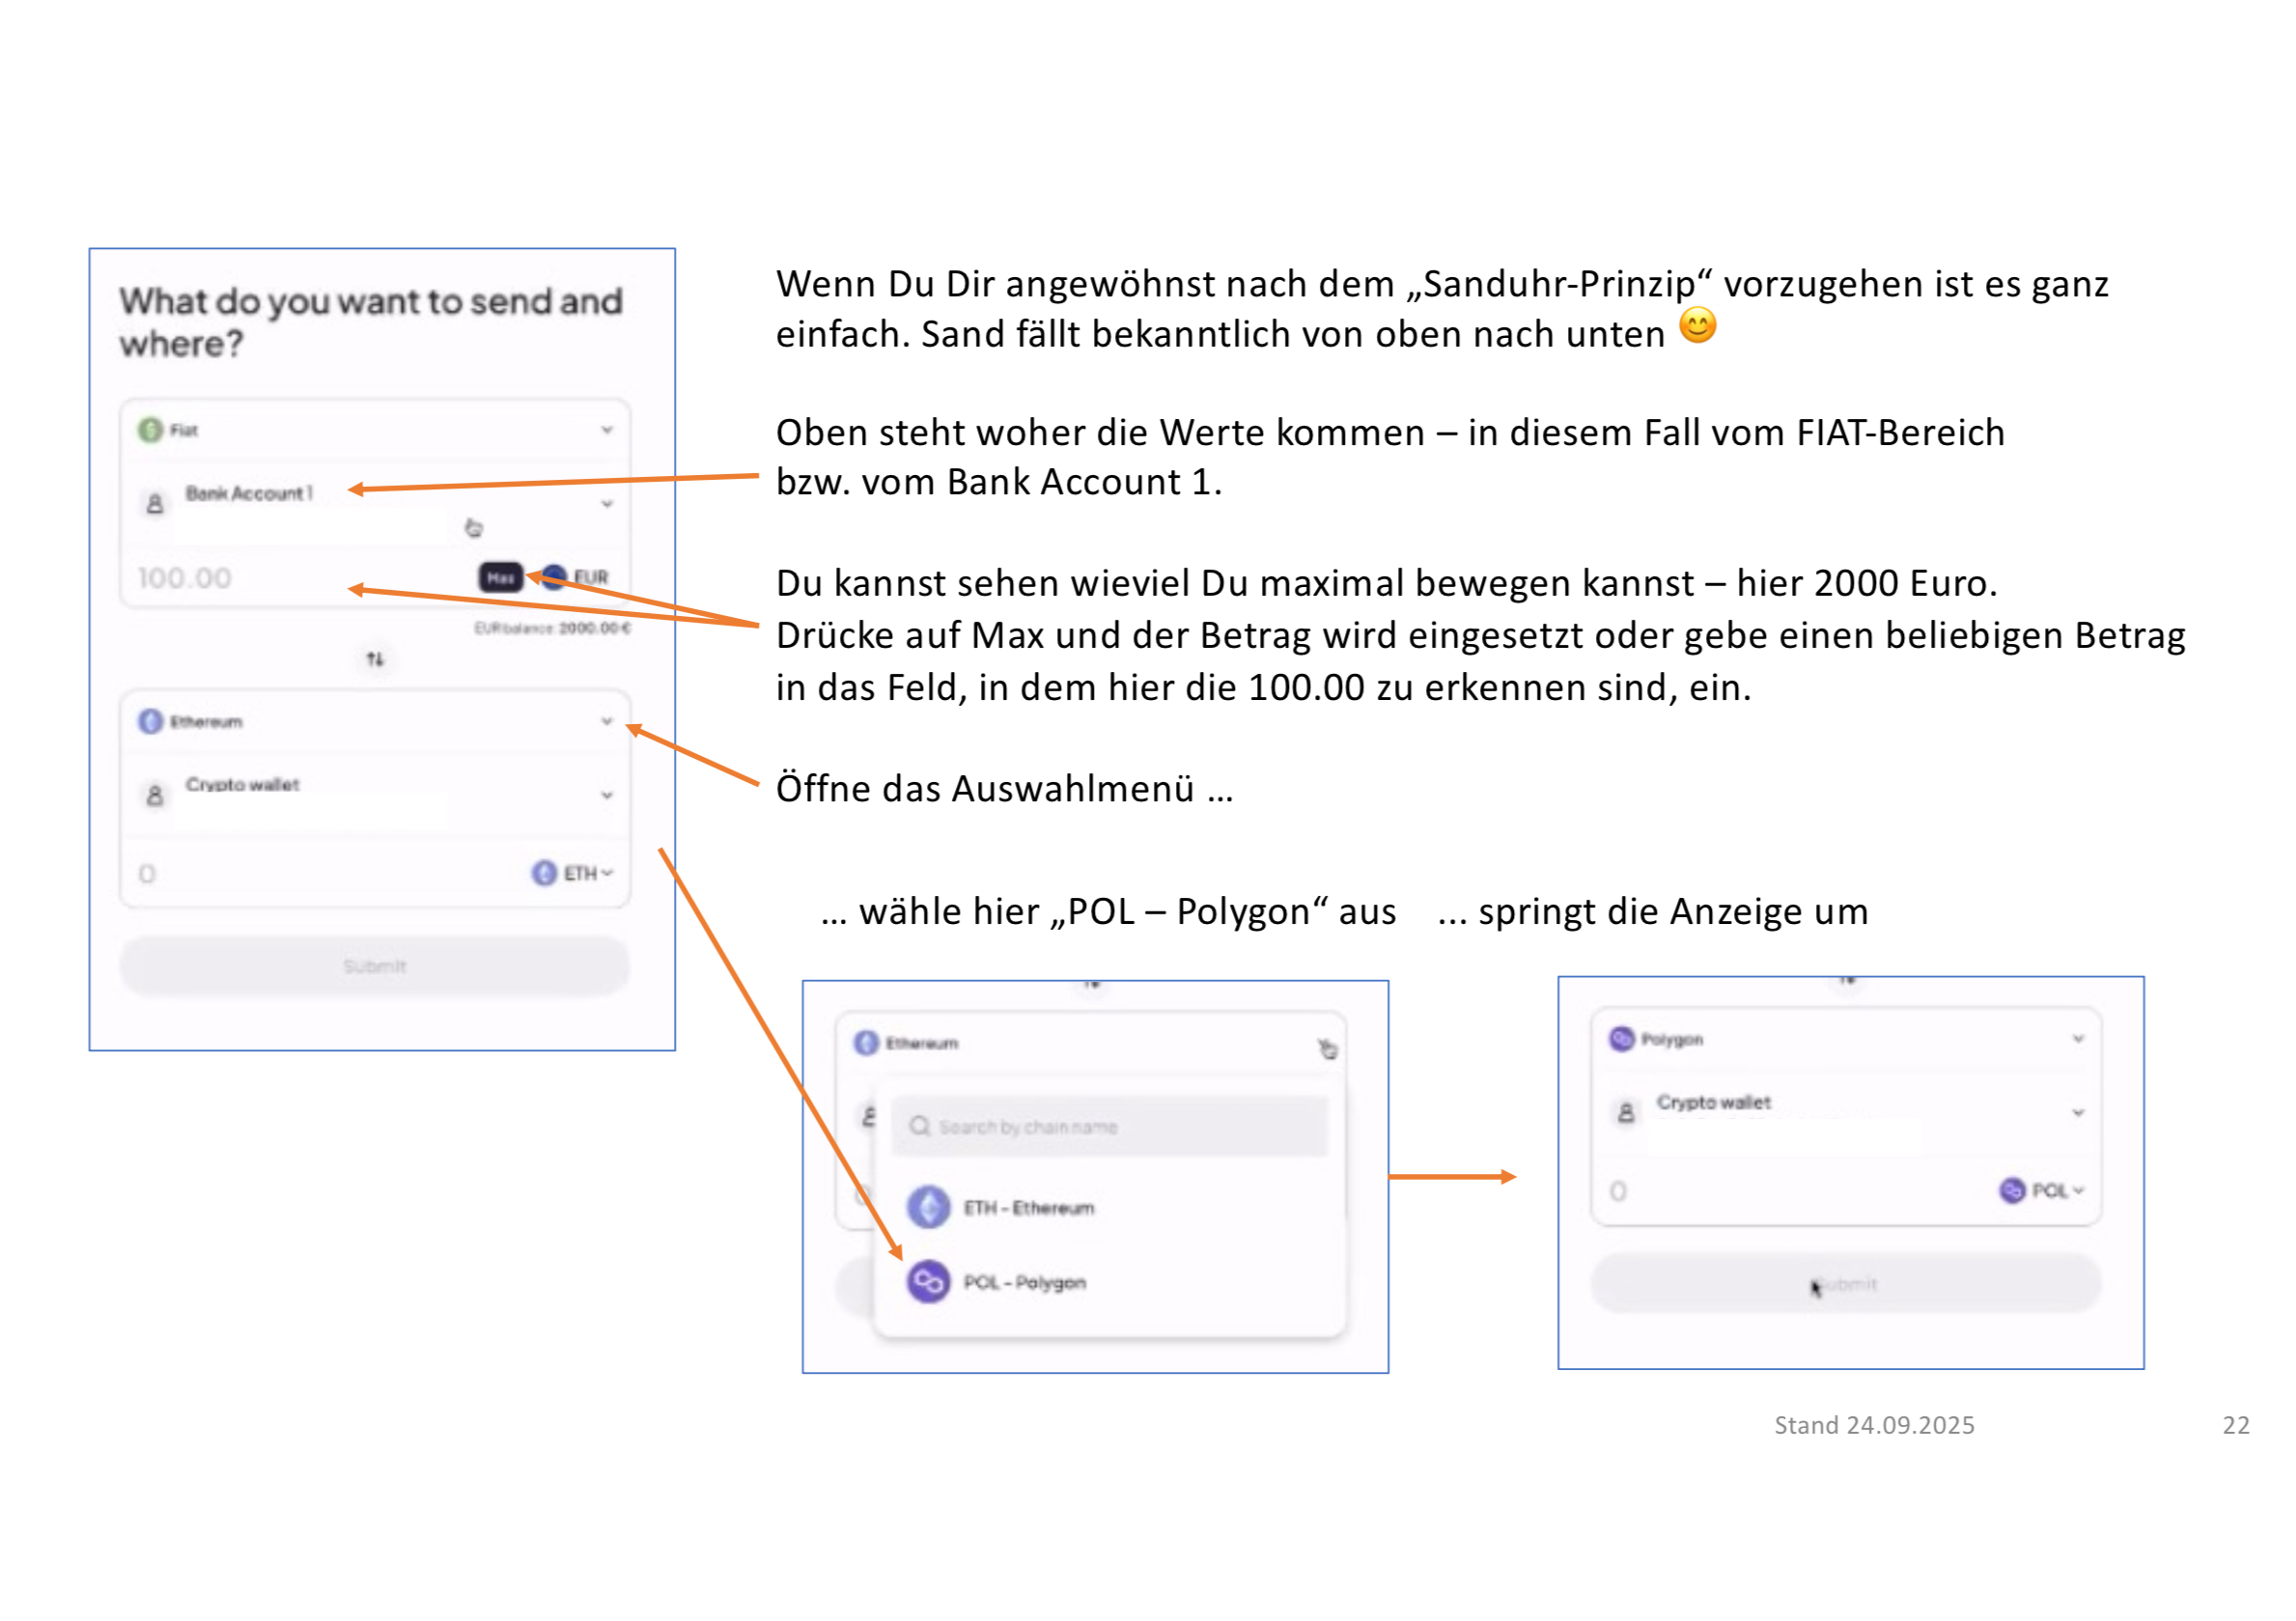 What do you want to send and
where?
Fiat
Bank Account 1
100.00
Max
EUR
EUR balance: 2000.00 €
Ethereum
Crypto wallet
0
ETH
Submit
Wenn Du Dir angewöhnst nach dem „Sanduhr-Prinzip“ vorzugehen ist es ganz
einfach. Sand fällt bekanntlich von oben nach unten 😊
Oben steht woher die Werte kommen – in diesem Fall vom FIAT-Bereich
bzw. vom Bank Account 1.
Du kannst sehen wieviel Du maximal bewegen kannst – hier 2000 Euro.
Drücke auf Max und der Betrag wird eingesetzt oder gebe einen beliebigen Betrag
in das Feld, in dem hier die 100.00 zu erkennen sind, ein.
Öffne das Auswahlmenü ...
... wähle hier „POL – Polygon“ aus
... springt die Anzeige um
Ethereum
Search by chain name
ETH - Ethereum
POL - Polygon
Polygon
Crypto wallet
0
POL
Submit
Stand 24.09.2025
22